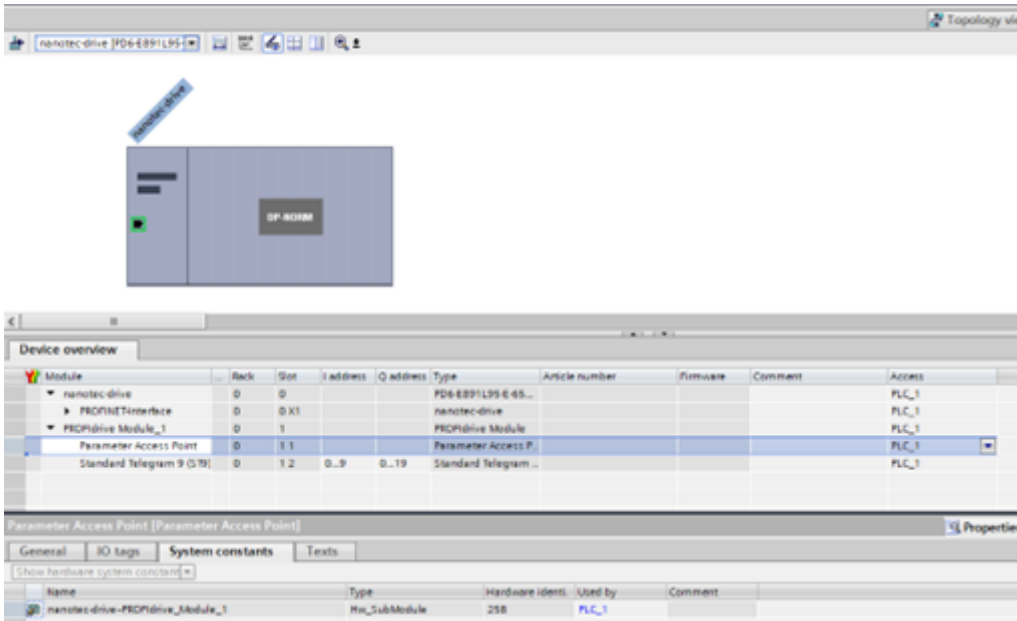 Topology vie
nanotec-drive [PD6-E891L95-
nanotec-drive
DP-NORM
Device overview
Module ... Rack Slot I address Q address Type Article number Firmware Comment Access
nanotec-drive 0 0 PD6-E891L95-E-65... PLC_1
PROFINET-Interface 0 0 X1 nanotec-drive PLC_1
PROFIdrive Module_1 0 1 PROFIdrive Module PLC_1
Parameter Access Point 0 1 1 Parameter Access P.. PLC_1
Standard Telegram 9 (ST9) 0 1 2 0...9 0...19 Standard Telegram ... PLC_1
Parameter Access Point [Parameter Access Point]
Propertie
General IO tags System constants Texts
Show hardware system constant
Name Type Hardware identi.. Used by Comment
nanotec-drive~PROFIdrive_Module_1 Hw_SubModule 258 PLC_1